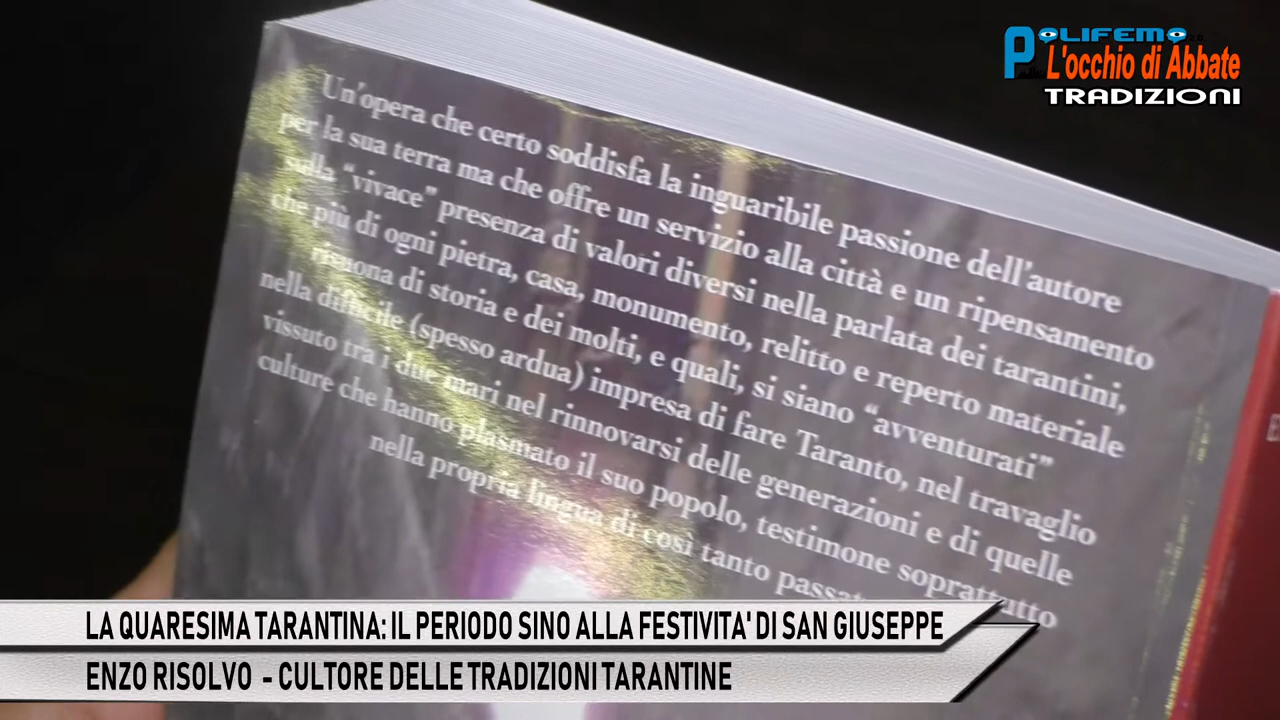 POLIFEMO
L'occhio di Abbate
TRADIZIONI
Un'opera che certo soddisfa la inguaribile passione dell'autore
per la sua terra ma che offre un servizio alla città e un ripensamento
sulla "vivace" presenza di valori diversi nella parlata dei tarantini,
che più di ogni pietra, casa, monumento, relitto e reperto materiale
risuona di storia e dei molti, e quali, si siano "avventurati"
nella difficile (spesso ardua) impresa di fare Taranto, nel travaglio
vissuto tra i due mari nel rinnovarsi delle generazioni e di quelle
culture che hanno plasmato il suo popolo, testimone soprattutto
nella propria lingua di così tanto
LA QUARESIMA TARANTINA: IL PERIODO SINO ALLA FESTIVITA' DI SAN GIUSEPPE
ENZO RISOLVO - CULTORE DELLE TRADIZIONI TARANTINE